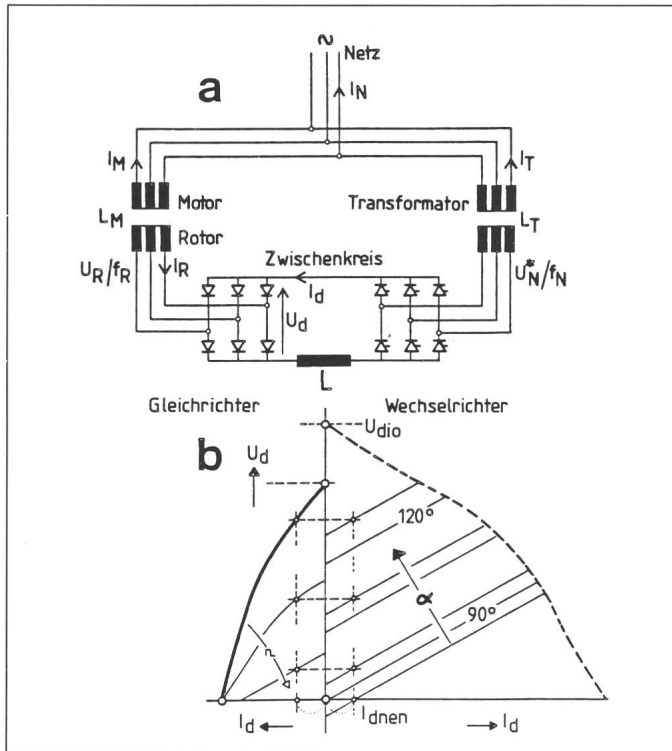 ~
Netz
a
I_N
I_M
I_T
Motor
Transformator
L_M
L_T
Rotor
U_R/f_R
I_R
Zwischenkreis
U*_N/f_N
I_d
U_d
L
Gleichrichter
Wechselrichter
U_dio
b
U_d
120°
α
n
90°
I_d
I_dnen
I_d